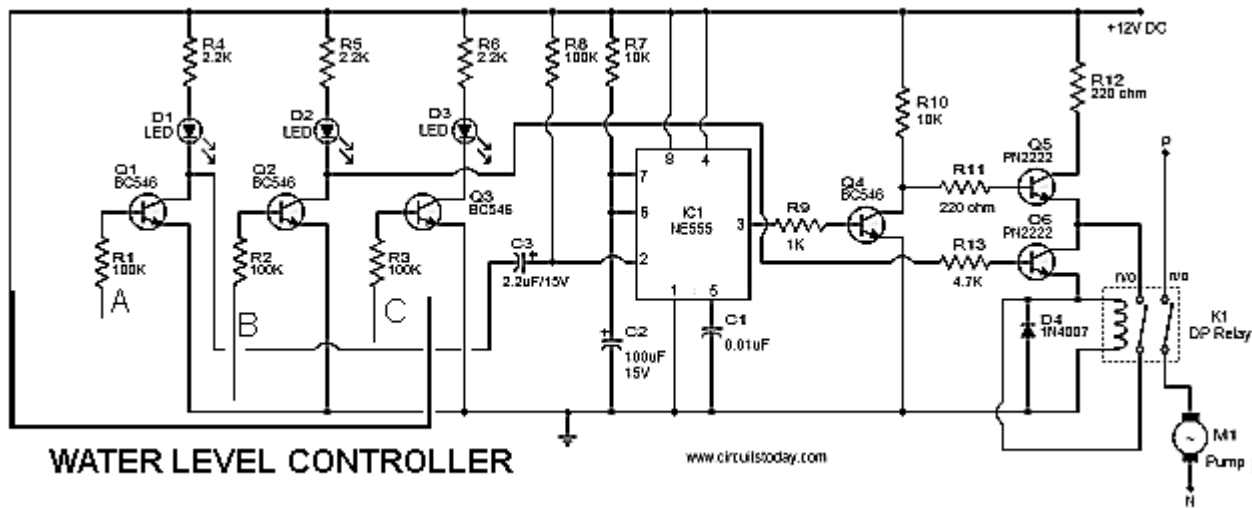 +12V DC
R4
2.2K
R5
2.2K
R6
2.2K
R8
100K
R7
10K
R12
220 ohm
R10
10K
D1
LED
D2
LED
D3
LED
Q1
BC546
Q2
BC546
Q3
BC546
8
4
7
6
IC1
NE555
3
2
1
5
R9
1K
Q4
BC546
R11
220 ohm
Q5
PN2222
Q6
PN2222
R13
4.7K
P
R1
100K
R2
100K
R3
100K
A
B
C
C3
+
2.2uF/15V
+
C2
100uF
15V
C1
0.01uF
n/o
n/o
D4
1N4007
K1
DP Relay
M1
~
Pump
N
WATER LEVEL CONTROLLER
www.circuitstoday.com